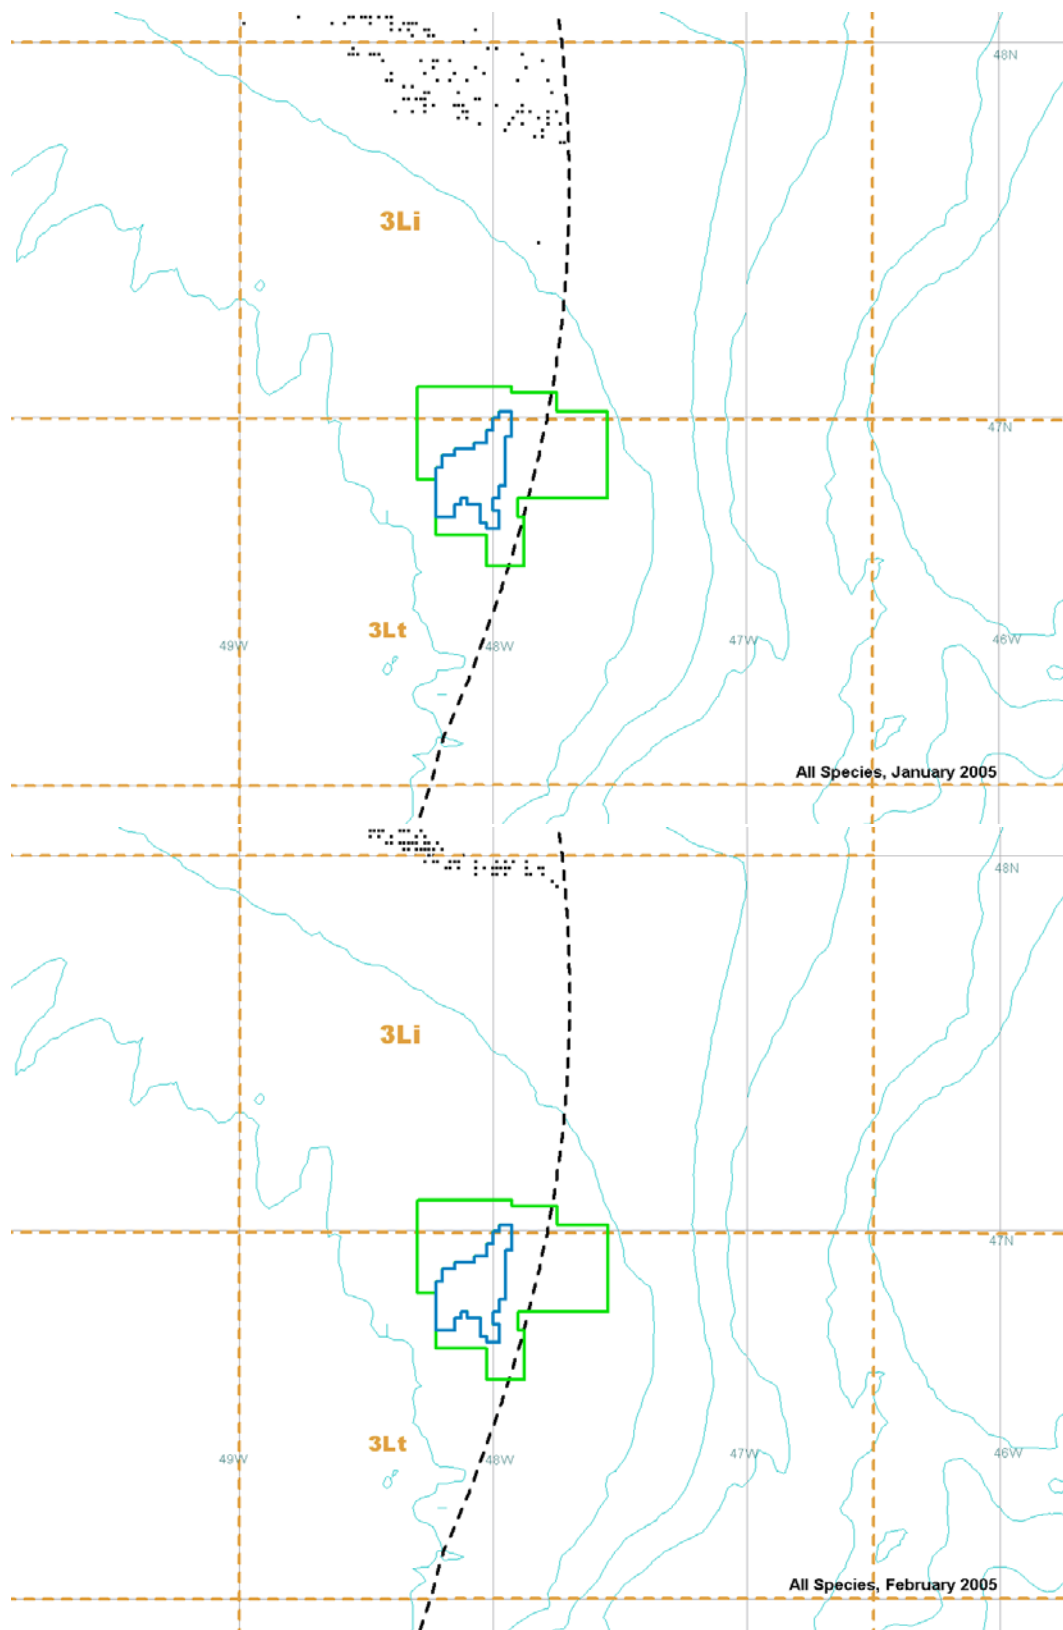 48N
3Li
47N
3Lt
49W
48W
47W
46W
All Species, January 2005
48N
3Li
47N
3Lt
49W
48W
47W
46W
All Species, February 2005